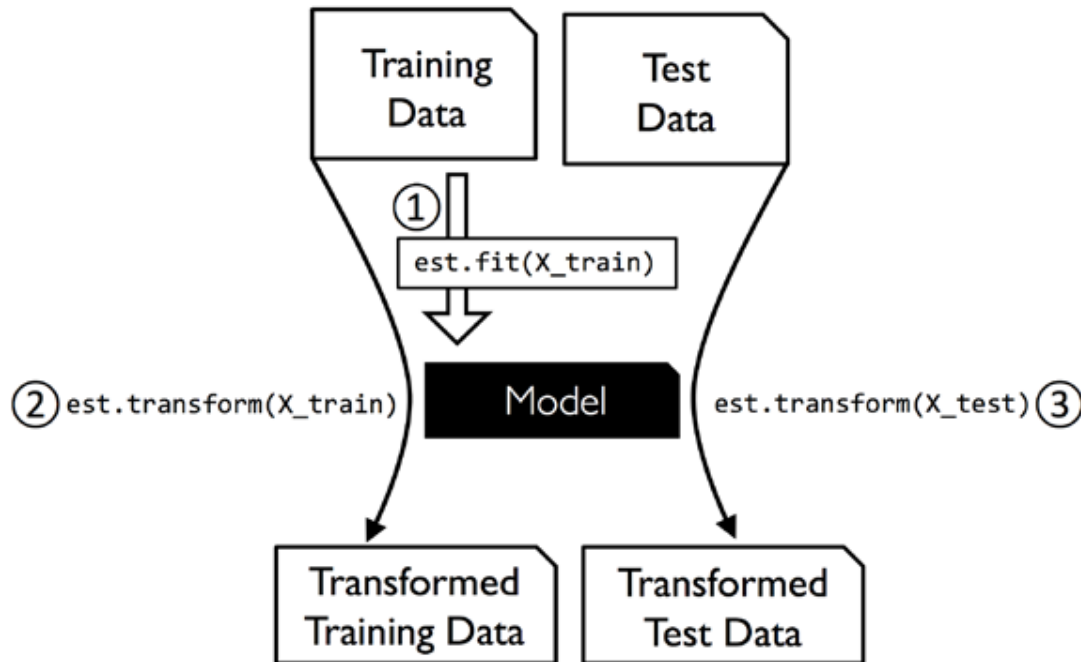 Training
Data
Test
Data
①
est.fit(X_train)
② est.transform(X_train)
Model
est.transform(X_test) ③
Transformed
Training Data
Transformed
Test Data